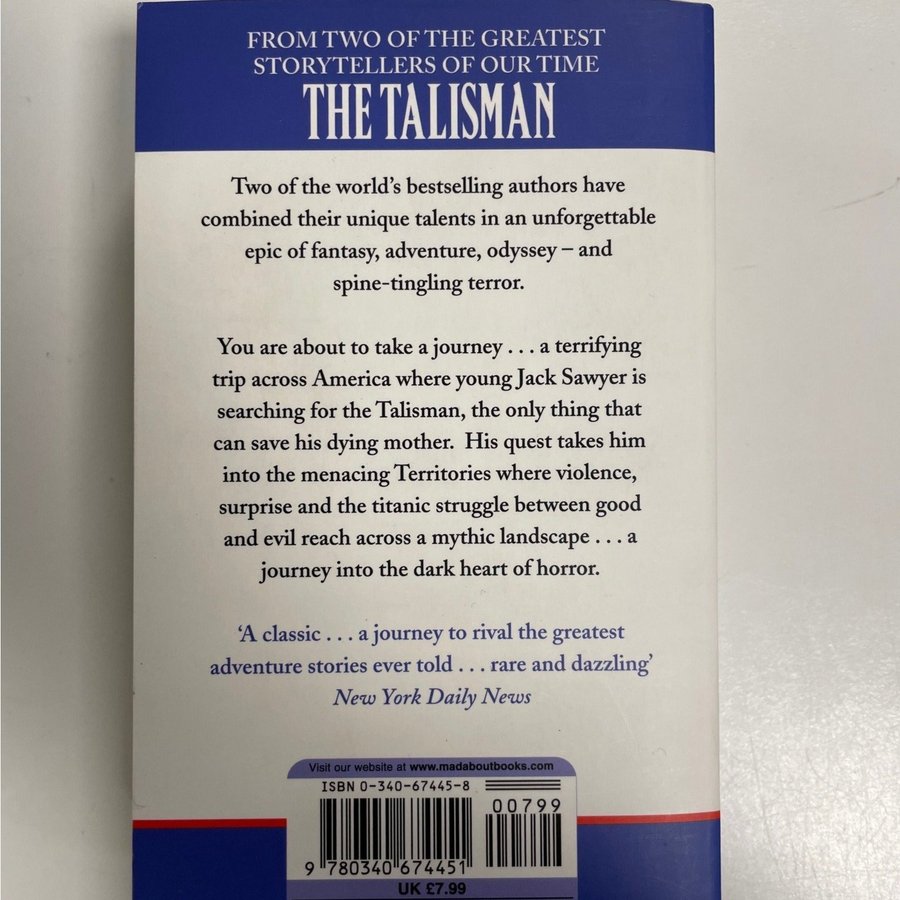 FROM TWO OF THE GREATEST
STORYTELLERS OF OUR TIME
THE TALISMAN
Two of the world's bestselling authors have
combined their unique talents in an unforgettable
epic of fantasy, adventure, odyssey – and
spine-tingling terror.
You are about to take a journey . . . a terrifying
trip across America where young Jack Sawyer is
searching for the Talisman, the only thing that
can save his dying mother. His quest takes him
into the menacing Territories where violence,
surprise and the titanic struggle between good
and evil reach across a mythic landscape . . . a
journey into the dark heart of horror.
'A classic . . . a journey to rival the greatest
adventure stories ever told . . . rare and dazzling'
New York Daily News
Visit our website at www.madaboutbooks.com
ISBN 0-340-67445-8
00799
9 780340 674451
UK £7.99